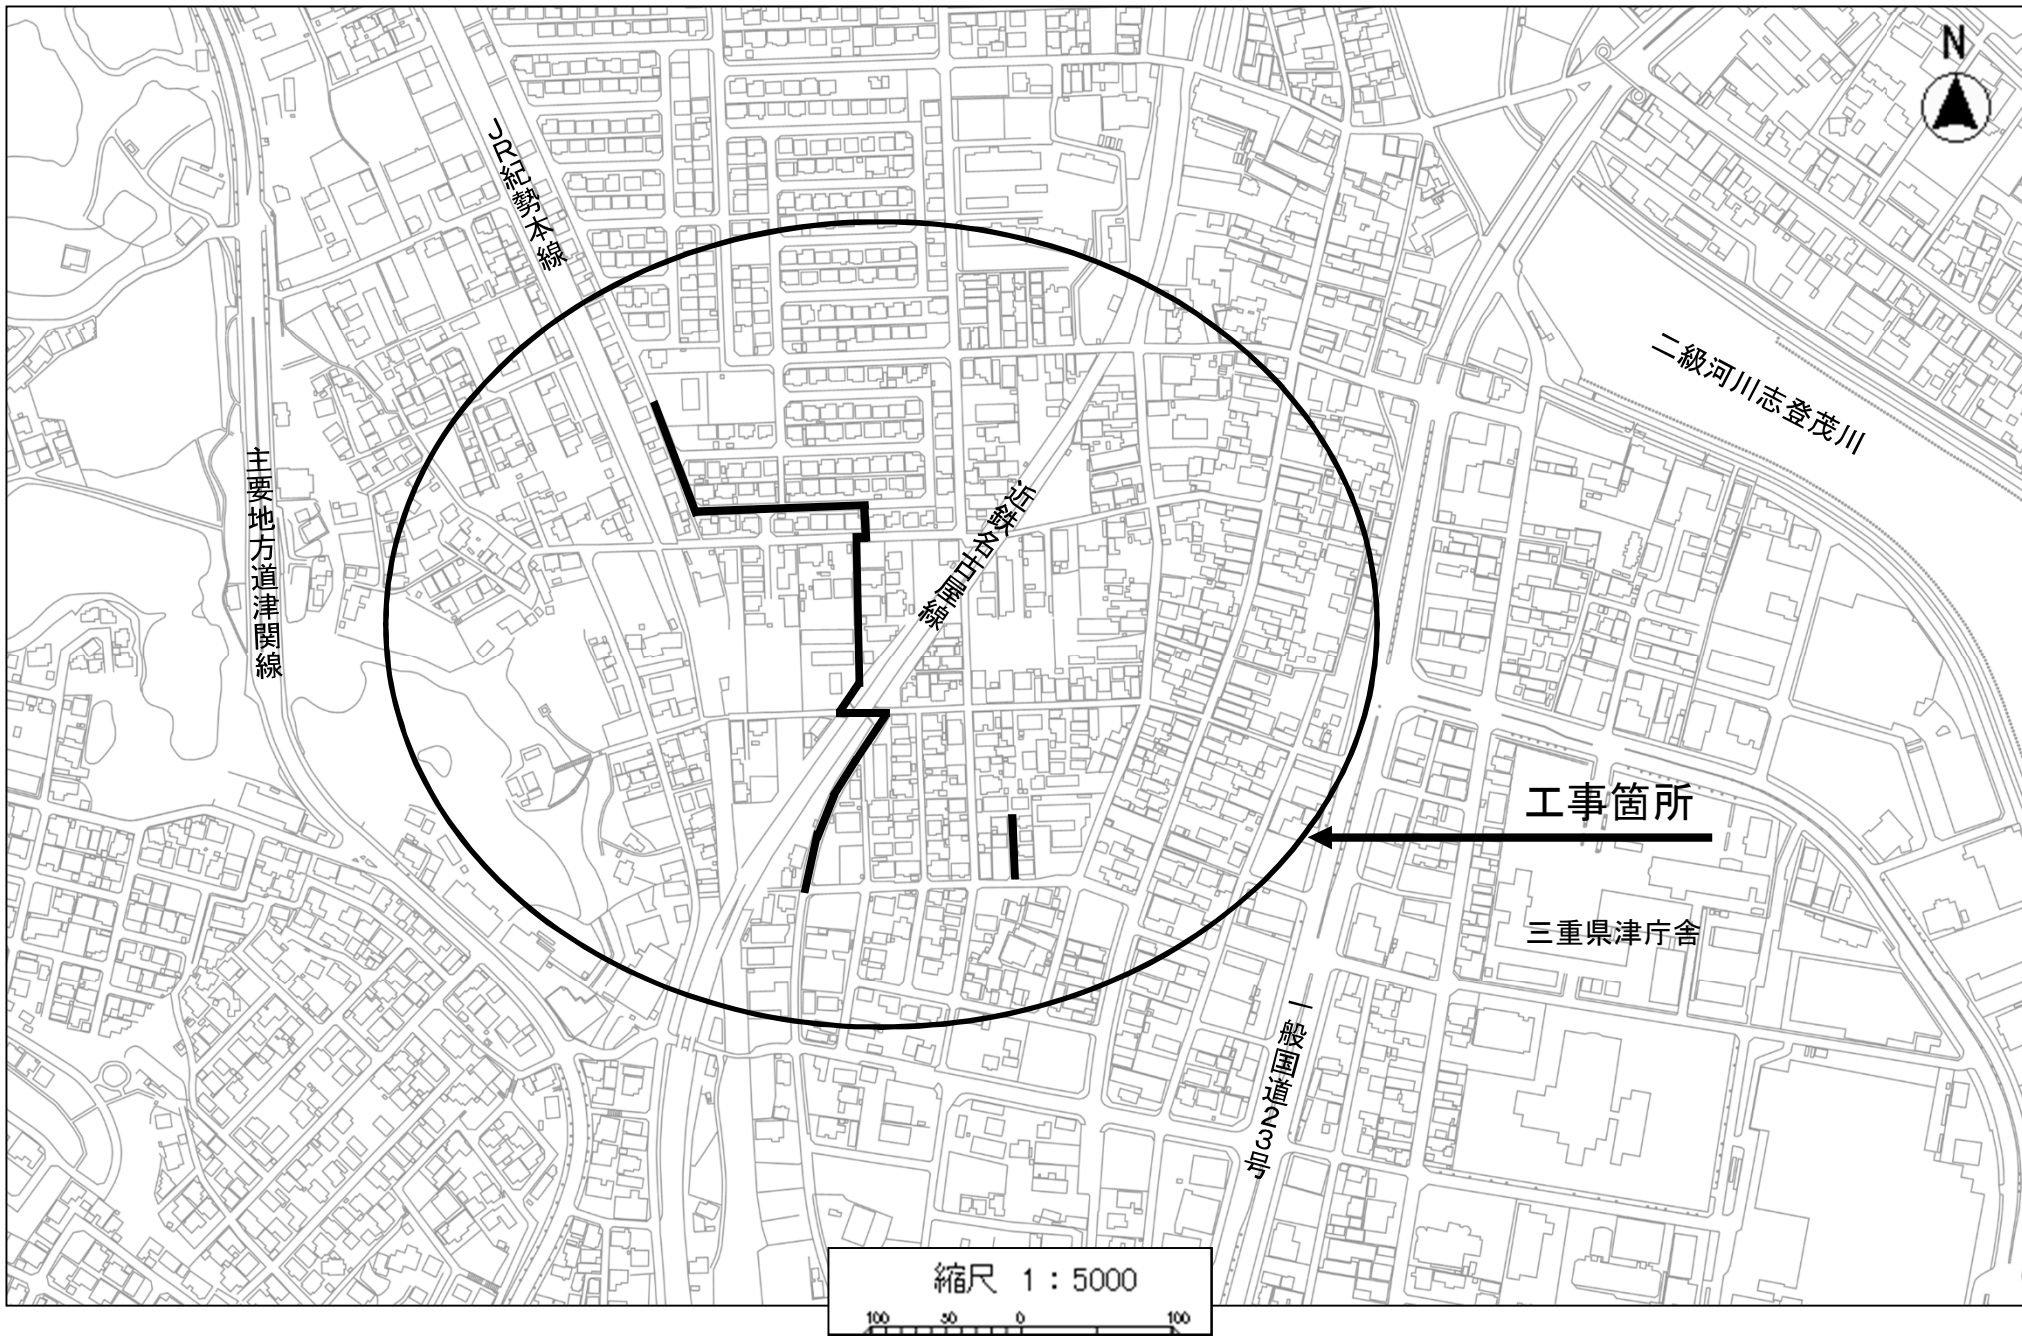 N
JR紀勢本線
二級河川志登茂川
主要地方道津関線
近鉄名古屋線
工事箇所
三重県津庁舎
一般国道23号
縮尺 1:5000
100 50 0 100